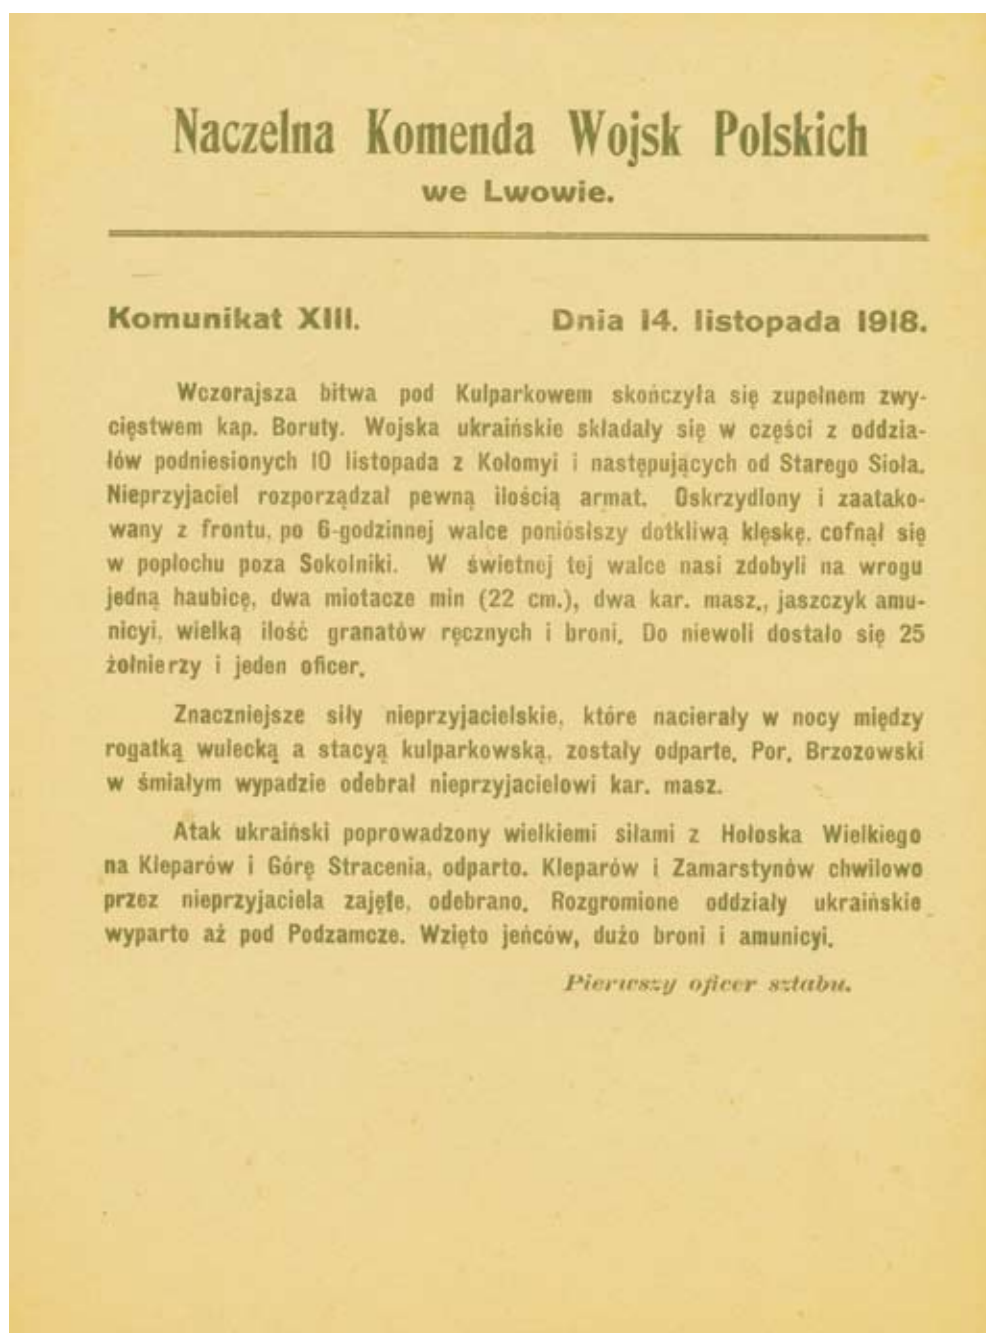 Naczelna Komenda Wojsk Polskich
we Lwowie.
Komunikat XIII. Dnia 14. listopada 1918.
Wczorajsza bitwa pod Kulparkowem skończyła się zupełnem zwy-
cięstwem kap. Boruty. Wojska ukraińskie składały się w części z oddzia-
łów podniesionych 10 listopada z Kołomyi i następujących od Starego Sioła.
Nieprzyjaciel rozporządzał pewną ilością armat. Oskrzydlony i zaatako-
wany z frontu, po 6-godzinnej walce poniósłszy dotkliwą klęskę, cofnął się
w popłochu poza Sokolniki. W świetnej tej walce nasi zdobyli na wrogu
jedną haubicę, dwa miotacze min (22 cm.), dwa kar. masz., jaszczyk amu-
nicyi, wielką ilość granatów ręcznych i broni. Do niewoli dostało się 25
żołnierzy i jeden oficer.
Znaczniejsze siły nieprzyjacielskie, które nacierały w nocy między
rogatką wulecką a stacyą kulparkowską, zostały odparte. Por. Brzozowski
w śmiałym wypadzie odebrał nieprzyjacielowi kar. masz.
Atak ukraiński poprowadzony wielkiemi siłami z Hołoska Wielkiego
na Kleparów i Górę Stracenia, odparto. Kleparów i Zamarstynów chwilowo
przez nieprzyjaciela zajęte, odebrano. Rozgromione oddziały ukraińskie
wyparto aż pod Podzamcze. Wzięto jeńców, dużo broni i amunicyi.
Pierwszy oficer sztabu.